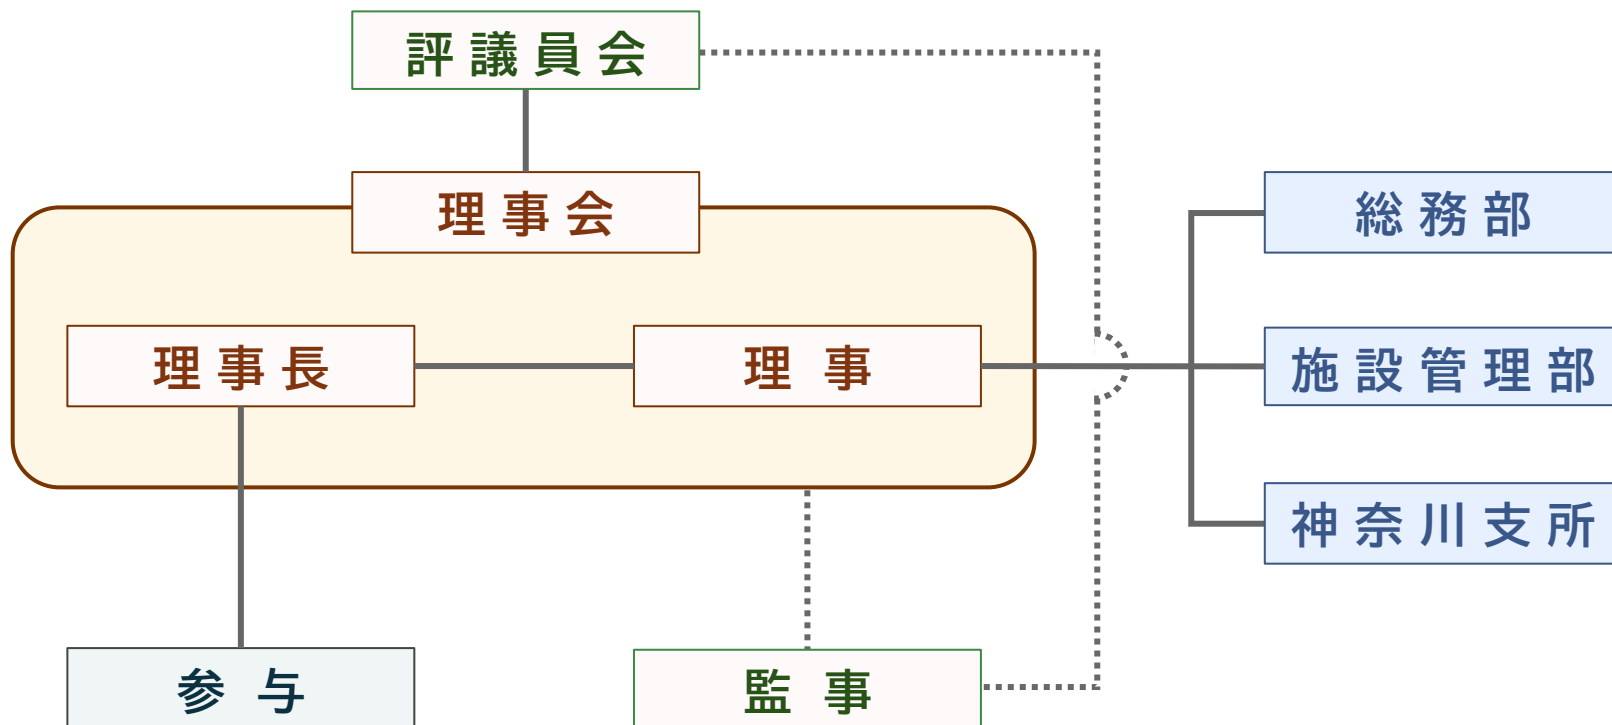 評議員会
理事会
総務部
理事長
理事
施設管理部
神奈川支所
参与
監事